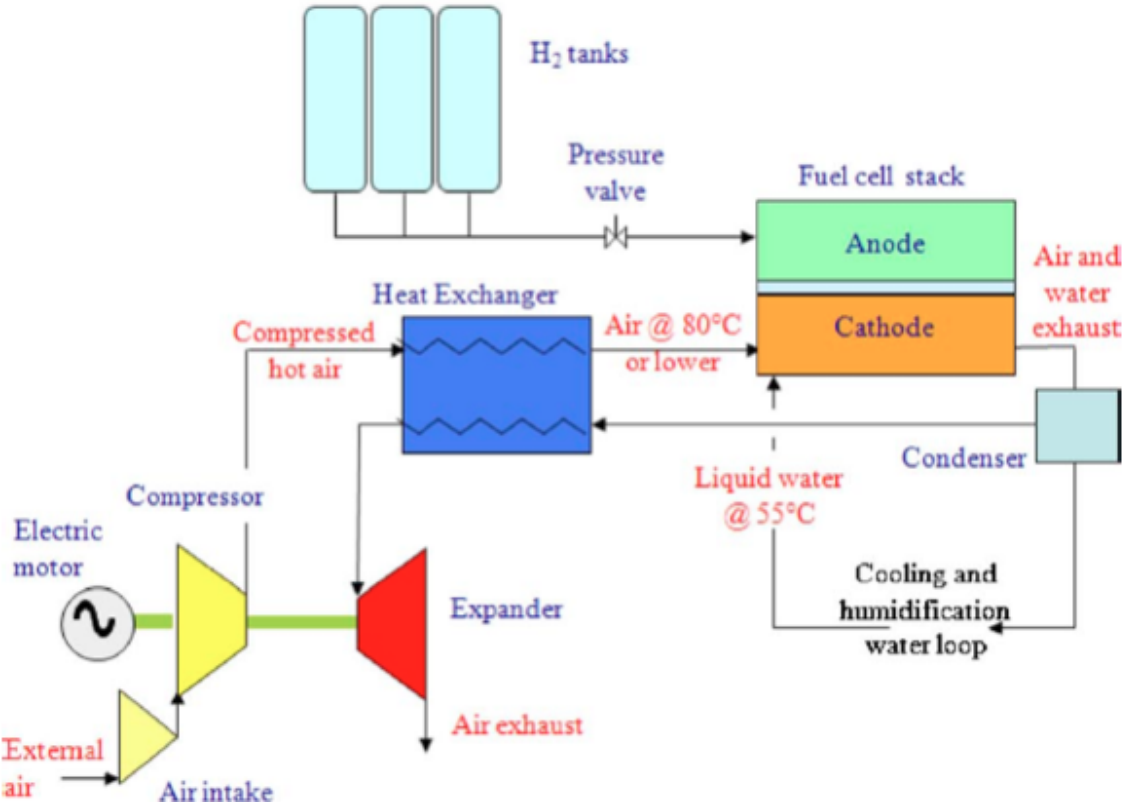 H₂ tanks
Pressure
valve
Fuel cell stack
Anode
Cathode
Air and
water
exhaust
Heat Exchanger
Compressed
hot air
Air @ 80°C
or lower
Condenser
Liquid water
@ 55°C
Compressor
Electric
motor
Expander
Cooling and
humidification
water loop
Air exhaust
External
air
Air intake